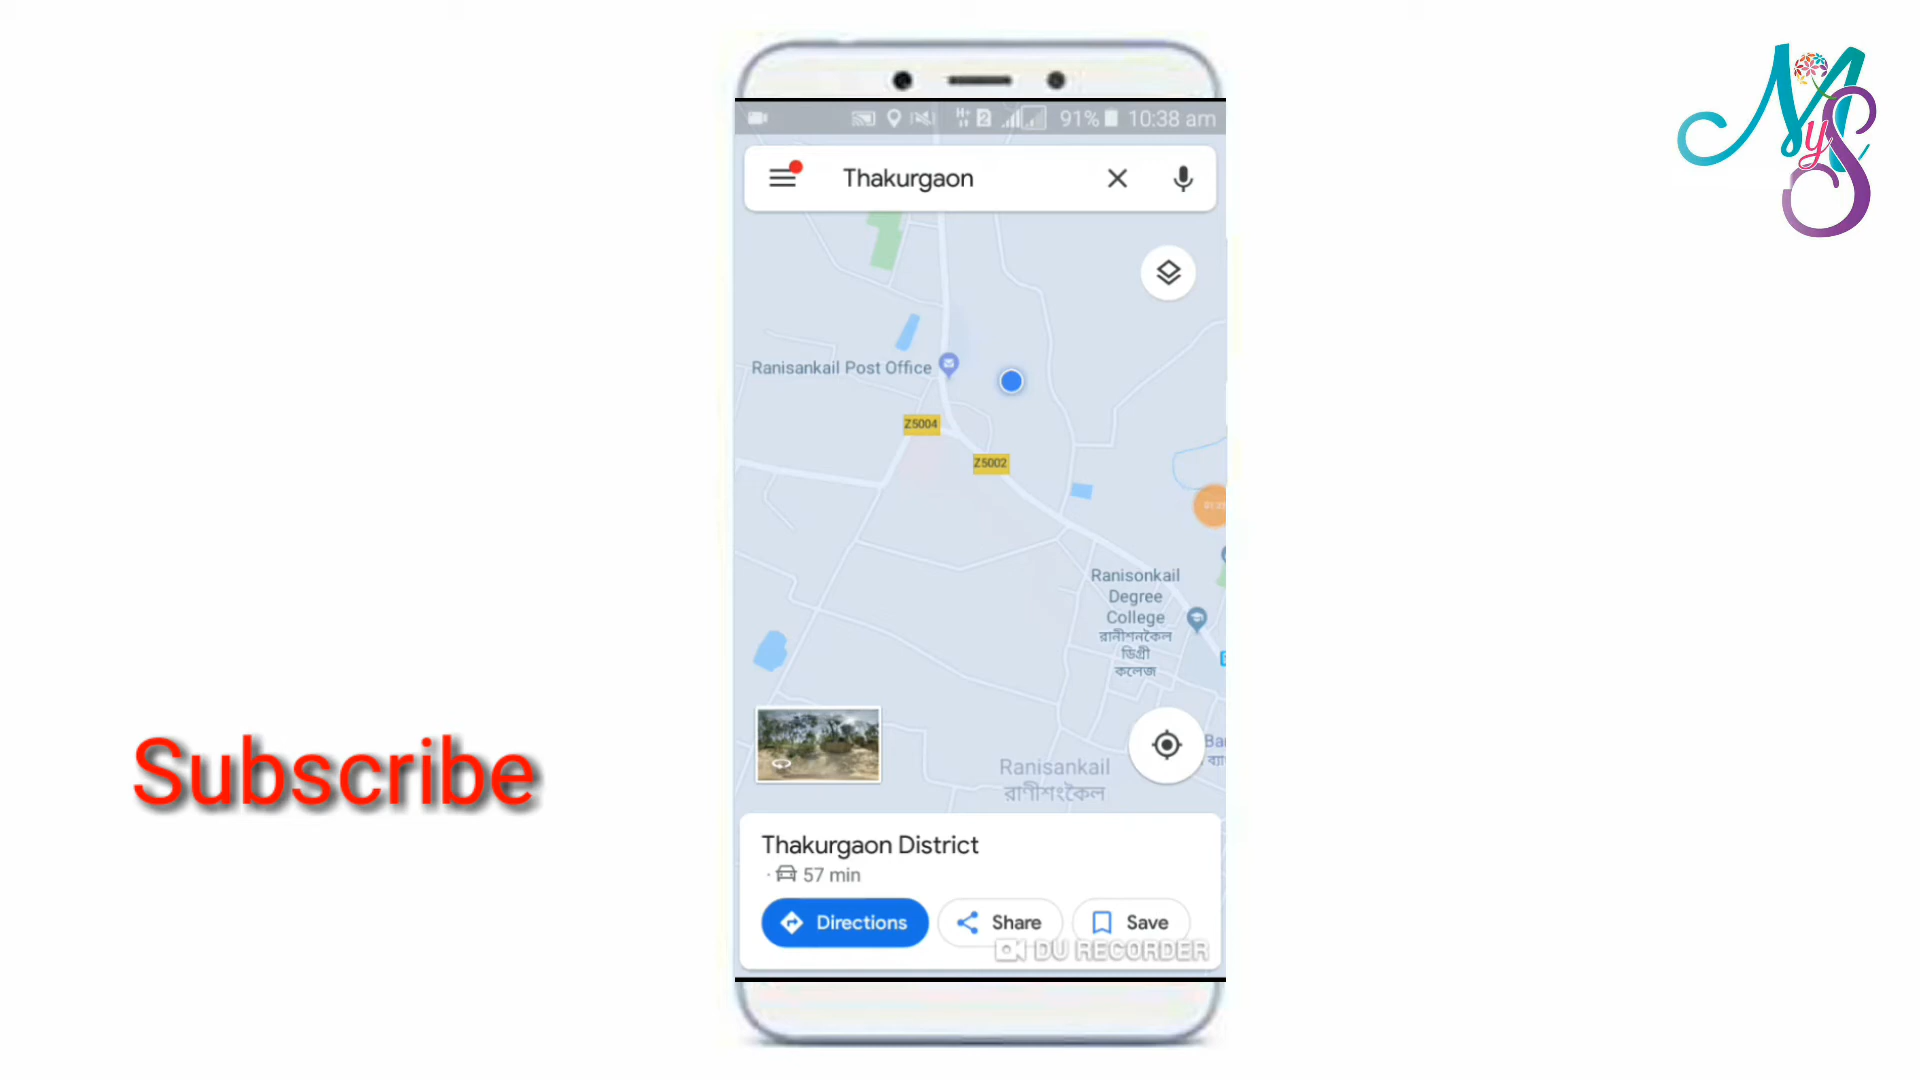 91% 10:38 am
Thakurgaon
Ranisankail Post Office
Z5004
Z5002
Ranisonkail
Degree
College
রানীশনকৈল
ডিগ্রী
কলেজ
Ranisankail
রাণীশংকৈল
Subscribe
Thakurgaon District
57 min
Directions
Share
Save
DU RECORDER
MyS